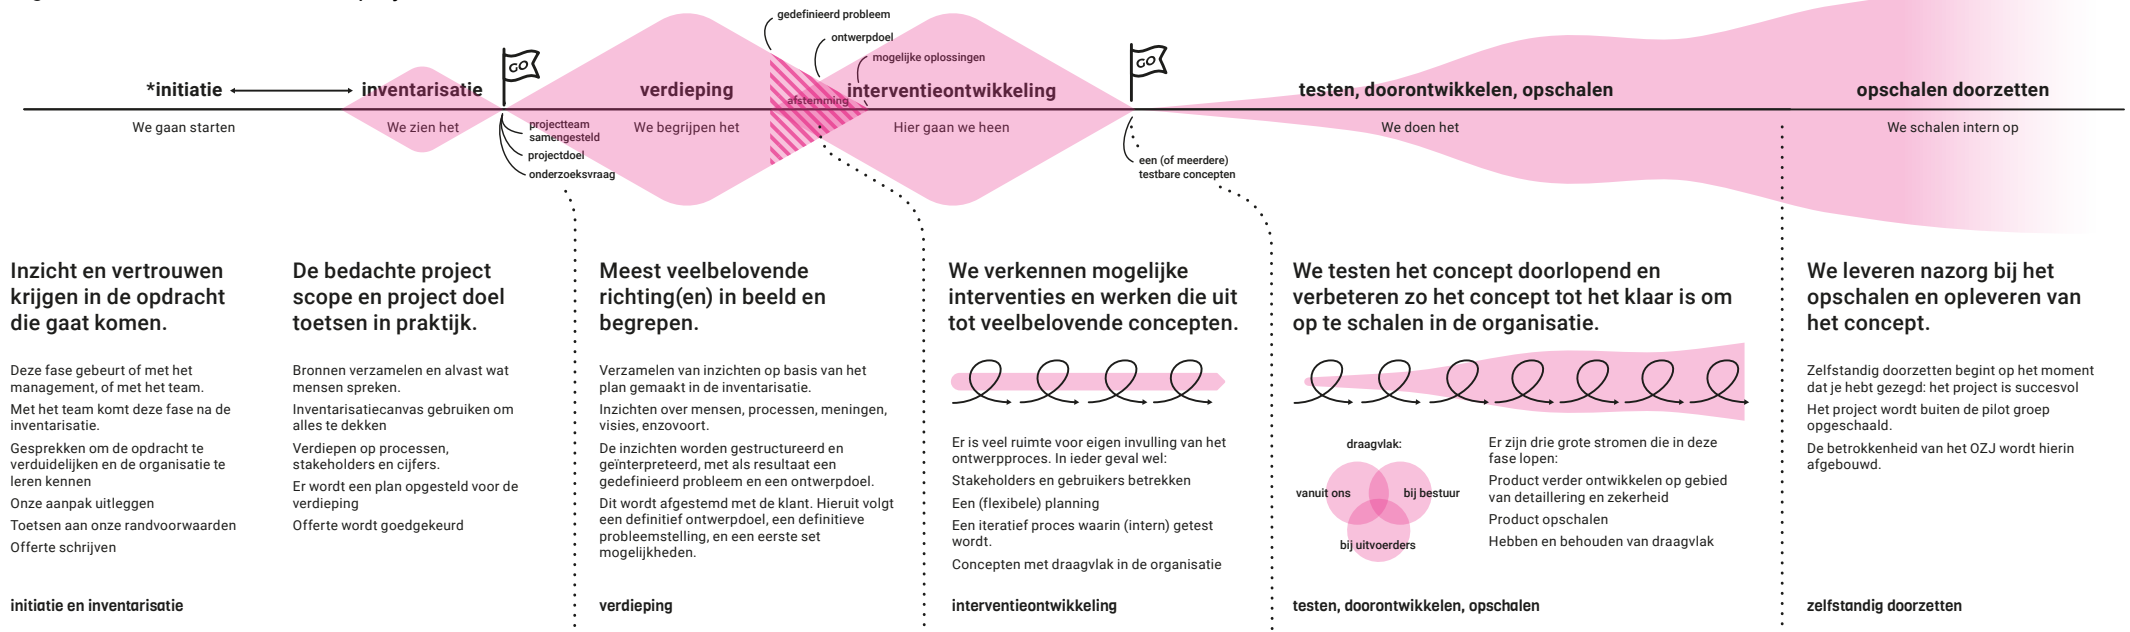 gedefinieerd probleem
ontwerpdoel
mogelijke oplossingen
GO
GO
*initiatie
inventarisatie
verdieping
afstemming
interventieontwikkeling
testen, doorontwikkelen, opschalen
opschalen doorzetten
We gaan starten
We zien het
projectteam
samengesteld
projectdoel
onderzoeksvraag
We begrijpen het
Hier gaan we heen
een (of meerdere)
testbare concepten
We doen het
We schalen intern op
Inzicht en vertrouwen
krijgen in de opdracht
die gaat komen.
Deze fase gebeurt of met het
management, of met het team.
Met het team komt deze fase na de
inventarisatie.
Gesprekken om de opdracht te
verduidelijken en de organisatie te
leren kennen
Onze aanpak uitleggen
Toetsen aan onze randvoorwaarden
Offerte schrijven
De bedachte project
scope en project doel
toetsen in praktijk.
Bronnen verzamelen en alvast wat
mensen spreken.
Inventarisatiecanvas gebruiken om
alles te dekken
Verdiepen op processen,
stakeholders en cijfers.
Er wordt een plan opgesteld voor de
verdieping
Offerte wordt goedgekeurd
initiatie en inventarisatie
Meest veelbelovende
richting(en) in beeld en
begrepen.
Verzamelen van inzichten op basis van het
plan gemaakt in de inventarisatie.
Inzichten over mensen, processen, meningen,
visies, enzovoort.
De inzichten worden gestructureerd en
geïnterpreteerd, met als resultaat een
gedefinieerd probleem en een ontwerpdoel.
Dit wordt afgestemd met de klant. Hieruit volgt
een definitief ontwerpdoel, een definitieve
probleemstelling, en een eerste set
mogelijkheden.
verdieping
We verkennen mogelijke
interventies en werken die uit
tot veelbelovende concepten.
Er is veel ruimte voor eigen invulling van het
ontwerpproces. In ieder geval wel:
Stakeholders en gebruikers betrekken
Een (flexibele) planning
Een iteratief proces waarin (intern) getest
wordt.
Concepten met draagvlak in de organisatie
interventieontwikkeling
We testen het concept doorlopend en
verbeteren zo het concept tot het klaar is om
op te schalen in de organisatie.
draagvlak:
vanuit ons
bij bestuur
bij uitvoerders
Er zijn drie grote stromen die in deze
fase lopen:
Product verder ontwikkelen op gebied
van detaillering en zekerheid
Product opschalen
Hebben en behouden van draagvlak
testen, doorontwikkelen, opschalen
We leveren nazorg bij het
opschalen en opleveren van
het concept.
Zelfstandig doorzetten begint op het moment
dat je hebt gezegd: het project is succesvol
Het project wordt buiten de pilot groep
opgeschaald.
De betrokkenheid van het OZJ wordt hierin
afgebouwd.
zelfstandig doorzetten